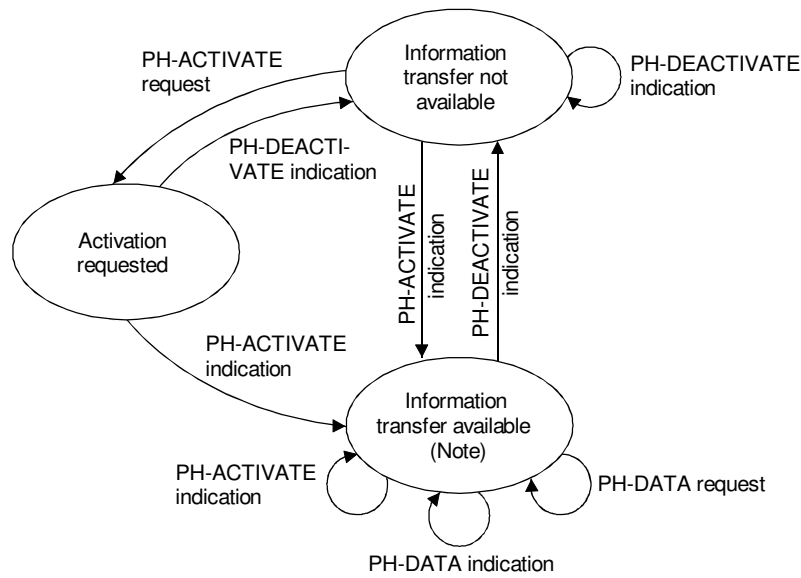 PH-ACTIVATE
request
Information
transfer not
available
PH-DEACTIVATE
indication
PH-DEACTI-
VATE indication
Activation
requested
PH-ACTIVATE
indication
PH-DEACTIVATE
indication
PH-ACTIVATE
indication
Information
transfer available
(Note)
PH-ACTIVATE
indication
PH-DATA request
PH-DATA indication